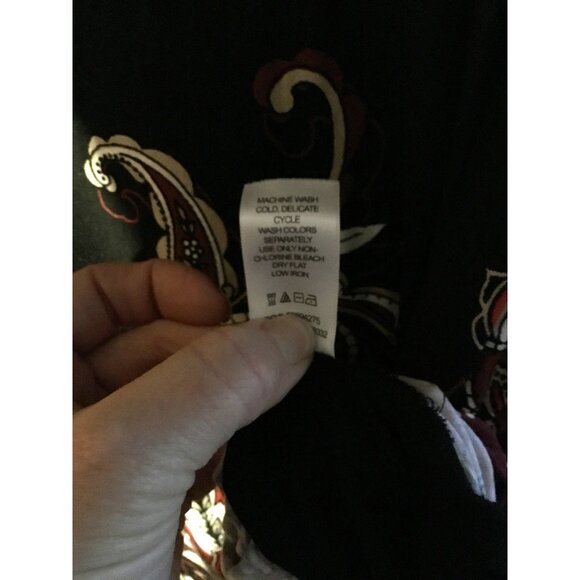 MACHINE WASH
COLD, DELICATE
CYCLE
WASH COLORS
SEPARATELY
USE ONLY NON-
CHLORINE BLEACH
DRY FLAT
LOW IRON